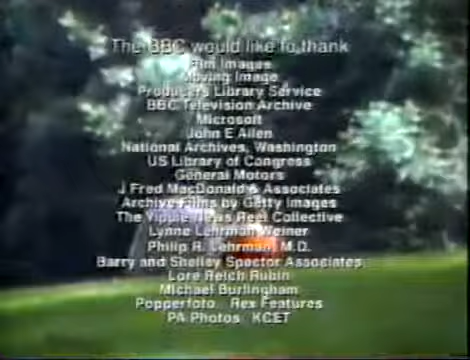 The BBC would like to thank
Film Images
Moving Image
Producers Library Service
BBC Television Archive
Microsoft
John E Allen
National Archives, Washington
US Library of Congress
General Motors
J Fred MacDonald & Associates
Archive Films by Getty Images
The Yippie News Reel Collective
Lynne Lehrman Weiner
Philip R. Lehrman, M.D.
Barry and Shelley Spector Associates
Lore Reich Rubin
Michael Burlingham
Popperfoto Rex Features
PA Photos KCET